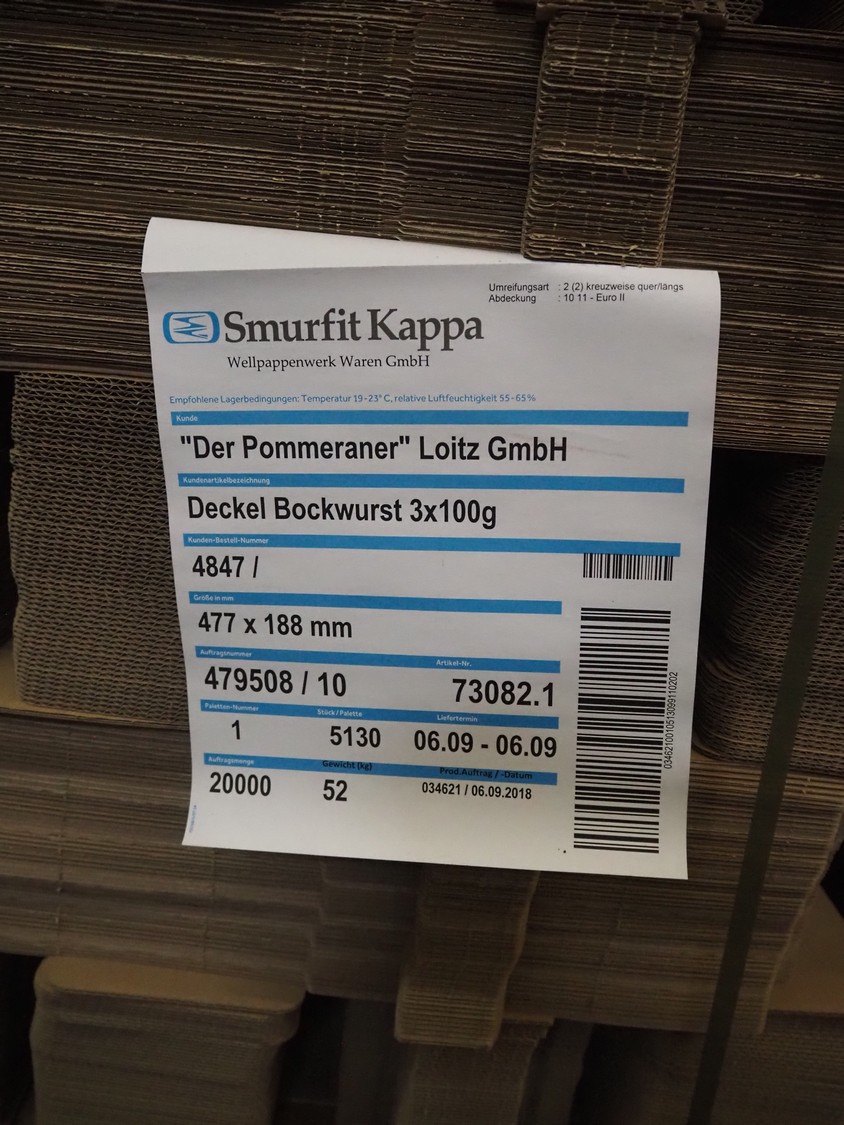 Umreifungsart : 2 (2) kreuzweise quer/längs
Abdeckung : 10 11 - Euro II
Smurfit Kappa
Wellpappenwerk Waren GmbH
Empfohlene Lagerbedingungen: Temperatur 19-23° C, relative Luftfeuchtigkeit 55-65%
Kunde
"Der Pommeraner" Loitz GmbH
Kundenartikelbezeichnung
Deckel Bockwurst 3x100g
Kunden-Bestell-Nummer
4847 /
Größe in mm
477 x 188 mm
Auftragsnummer Artikel-Nr.
479508 / 10 73082.1
Paletten-Nummer Stück / Palette Liefertermin
1 5130 06.09 - 06.09
Auftragsmenge Gewicht (kg) Prod.Auftrag / -Datum
20000 52 034621 / 06.09.2018